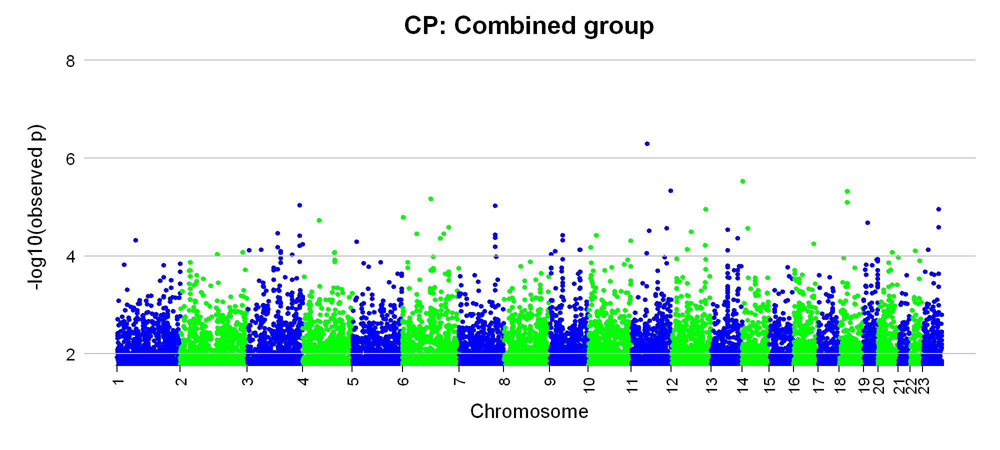 CP: Combined group
8
6
4
2
-log10(observed p)
1 2 3 4 5 6 7 8 9 10 11 12 13 14 15 16 17 18 19 20 21 22 23
Chromosome